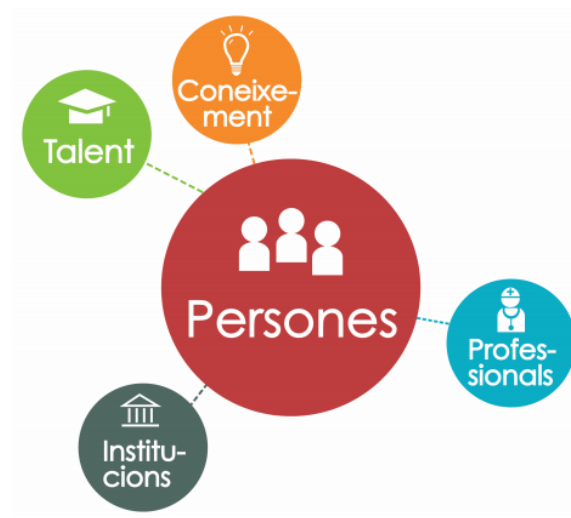 Coneixe-
ment
Talent
Persones
Profes-
sionals
Institu-
cions